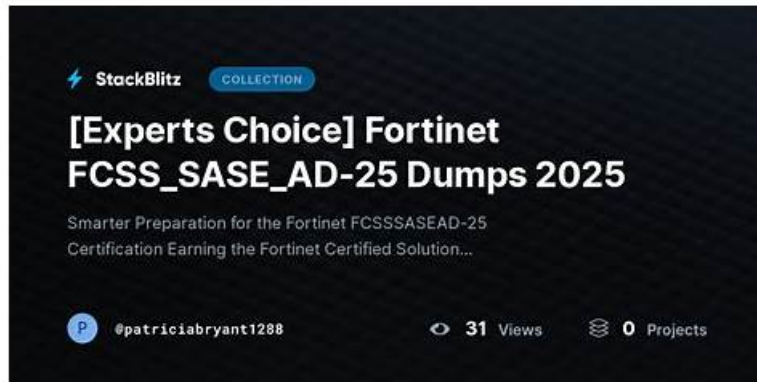 StackBlitz COLLECTION
[Experts Choice] Fortinet
FCSS_SASE_AD-25 Dumps 2025
Smarter Preparation for the Fortinet FCSSSASEAD-25
Certification Earning the Fortinet Certified Solution...
P @patriciabryant1288 31 Views 0 Projects